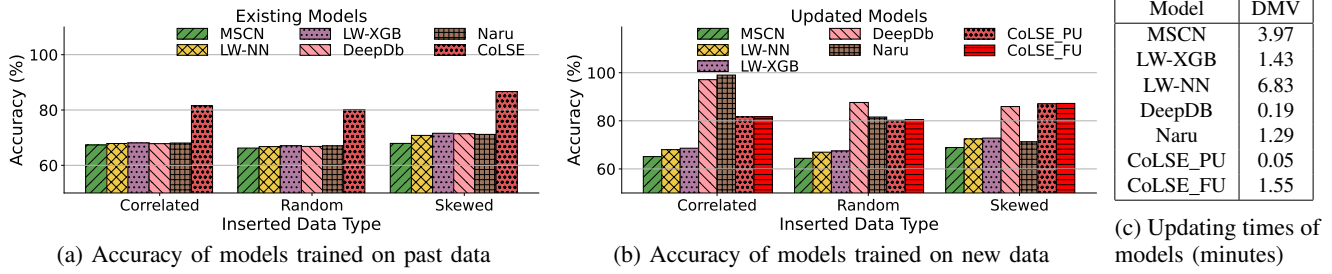 Existing Models
MSCN
LW-XGB
Naru
LW-NN
DeepDb
CoLSE
Accuracy (%)
100
80
60
Correlated
Random
Skewed
Inserted Data Type
(a) Accuracy of models trained on past data
Updated Models
MSCN
DeepDb
CoLSE_PU
LW-NN
Naru
CoLSE_FU
LW-XGB
Accuracy (%)
100
80
60
Correlated
Random
Skewed
Inserted Data Type
(b) Accuracy of models trained on new data
Model DMV
MSCN 3.97
LW-XGB 1.43
LW-NN 6.83
DeepDB 0.19
Naru 1.29
CoLSE_PU 0.05
CoLSE_FU 1.55
(c) Updating times of
models (minutes)